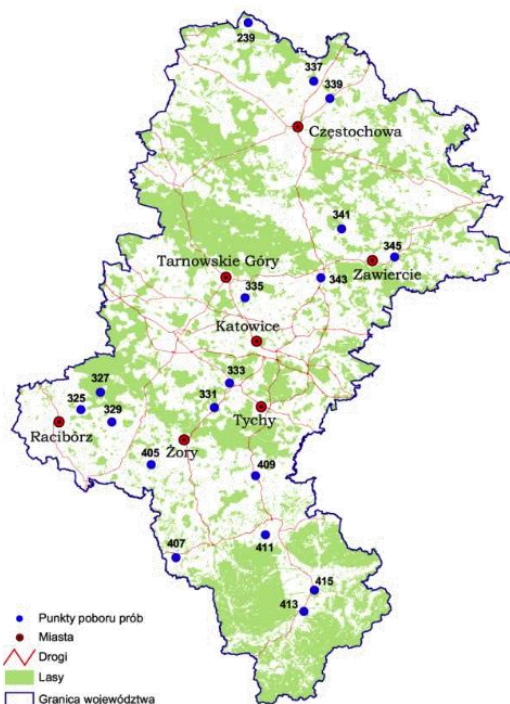 239
337
339
Częstochowa
341
345
Tarnowskie Góry
Zawiercie
343
335
Katowice
333
327
325
331
329
Tychy
Racibórz
Żory
405
409
411
407
415
413
Punkty poboru prób
Miasta
Drogi
Lasy
Granica województwa